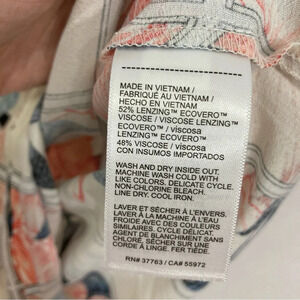 MADE IN VIETNAM /
FABRIQUÉ AU VIETNAM /
HECHO EN VIETNAM
52% LENZING™ ECOVERO™
VISCOSE / VISCOSE LENZING™
ECOVERO™ / viscosa
LENZING™ ECOVERO™
48% VISCOSE / viscosa
CON INSUMOS IMPORTADOS
WASH AND DRY INSIDE OUT.
MACHINE WASH COLD WITH
LIKE COLORS. DELICATE CYCLE.
NON-CHLORINE BLEACH.
LINE DRY. COOL IRON.
LAVER ET SÉCHER À L'ENVERS.
LAVER À LA MACHINE À L'EAU
FROIDE AVEC DES COULEURS
SIMILAIRES. CYCLE DÉLICAT.
AGENT DE BLANCHIMENT SANS
CHLORE. SÉCHER SUR UNE
CORDE À LINGE. FER TIÈDE.
RN# 37763 / CA# 55972